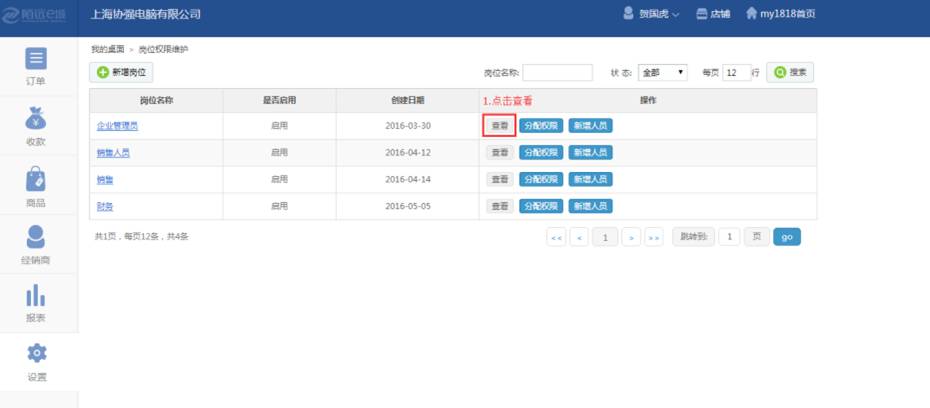 陌远e城 上海协强电脑有限公司 贺国虎 店铺 my1818首页
我的桌面 > 岗位权限维护
新增岗位 岗位名称: 状态: 全部 每页 12 行 搜索
岗位名称 是否启用 创建日期 1.点击查看 操作
企业管理员 启用 2016-03-30 查看 分配权限 新增人员
销售人员 启用 2016-04-12 查看 分配权限 新增人员
销售 启用 2016-04-14 查看 分配权限 新增人员
财务 启用 2016-05-05 查看 分配权限 新增人员
共1页，每页12条，共4条 << < 1 > >> 跳转到: 1 页 go
订单
收款
商品
经销商
报表
设置